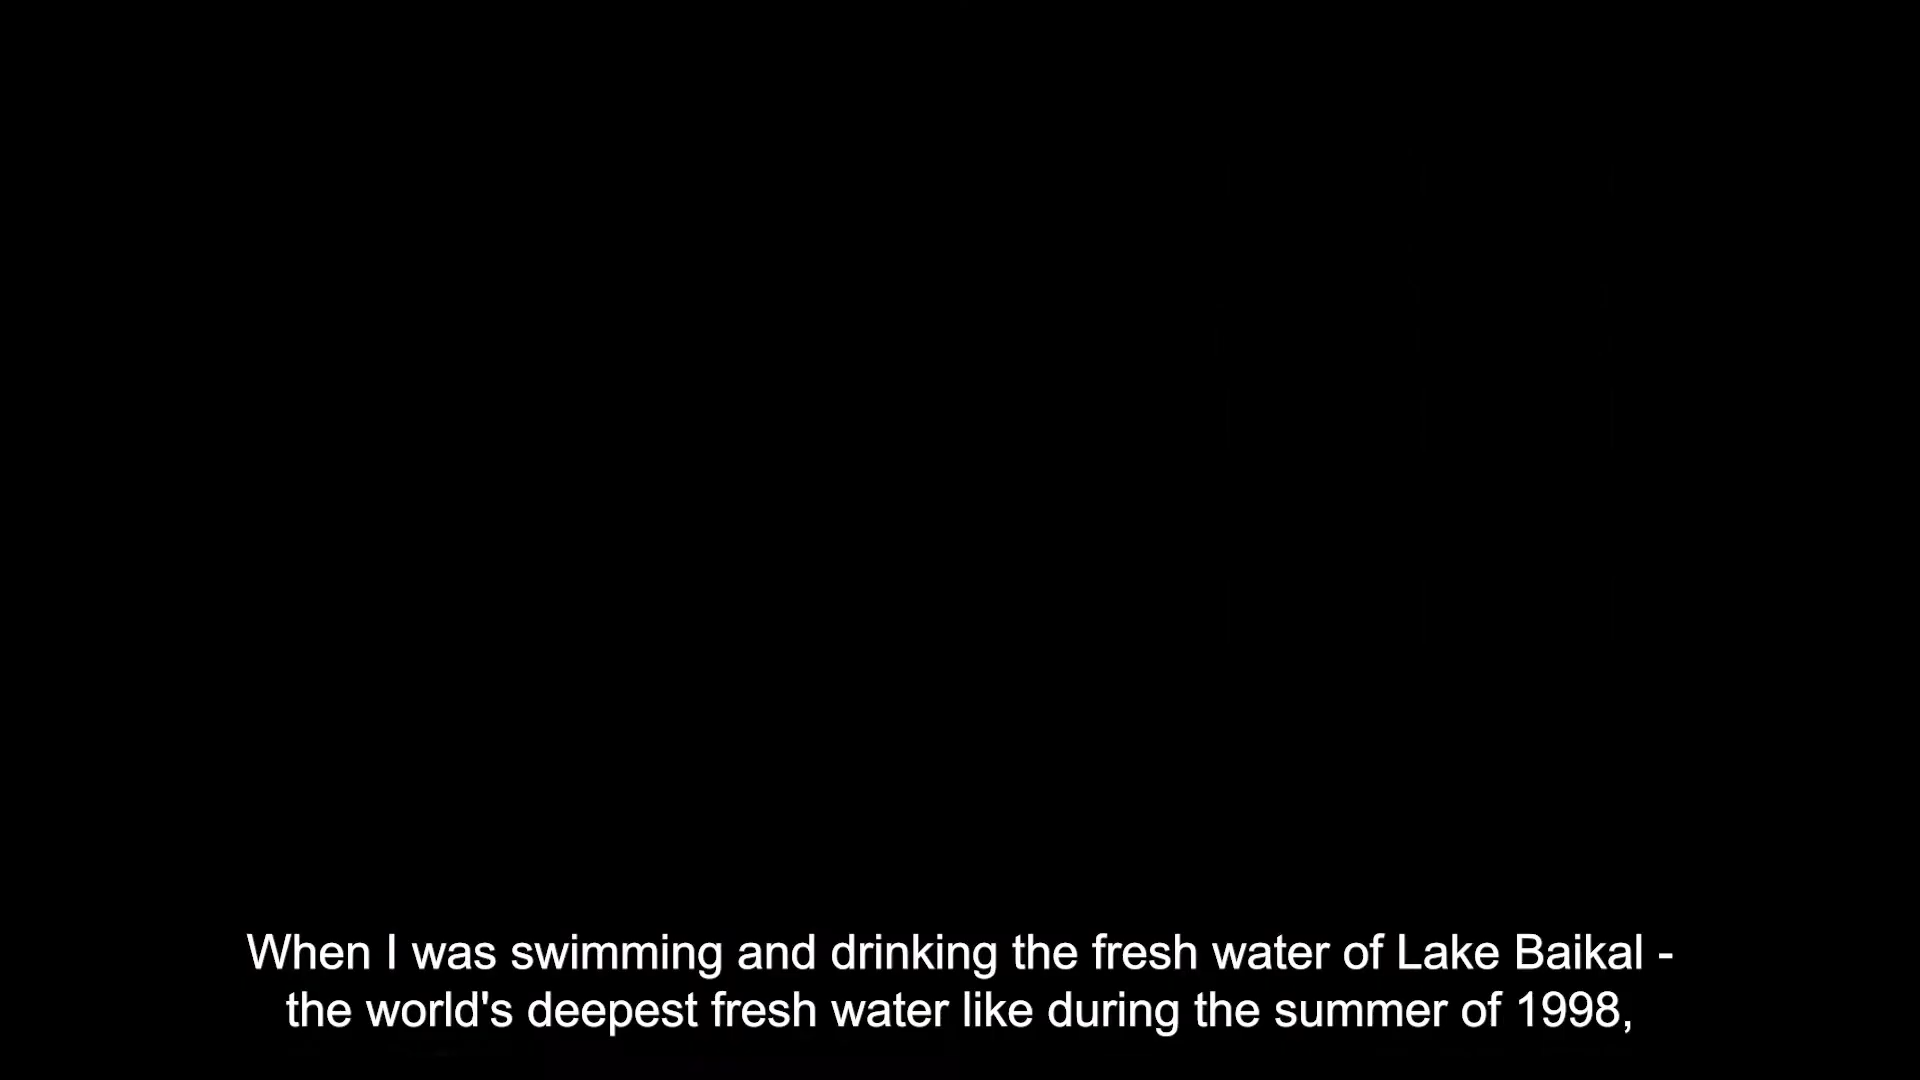 When I was swimming and drinking the fresh water of Lake Baikal -
the world's deepest fresh water like during the summer of 1998,